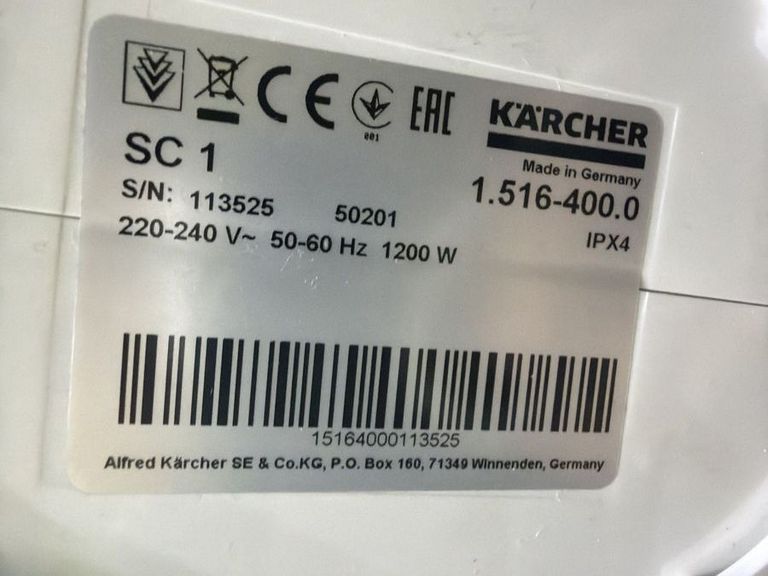 CE EAC
001
KÄRCHER
Made in Germany
SC 1
1.516-400.0
S/N: 113525 50201
IPX4
220-240 V~ 50-60 Hz 1200 W
15164000113525
Alfred Kärcher SE & Co.KG, P.O. Box 160, 71349 Winnenden, Germany